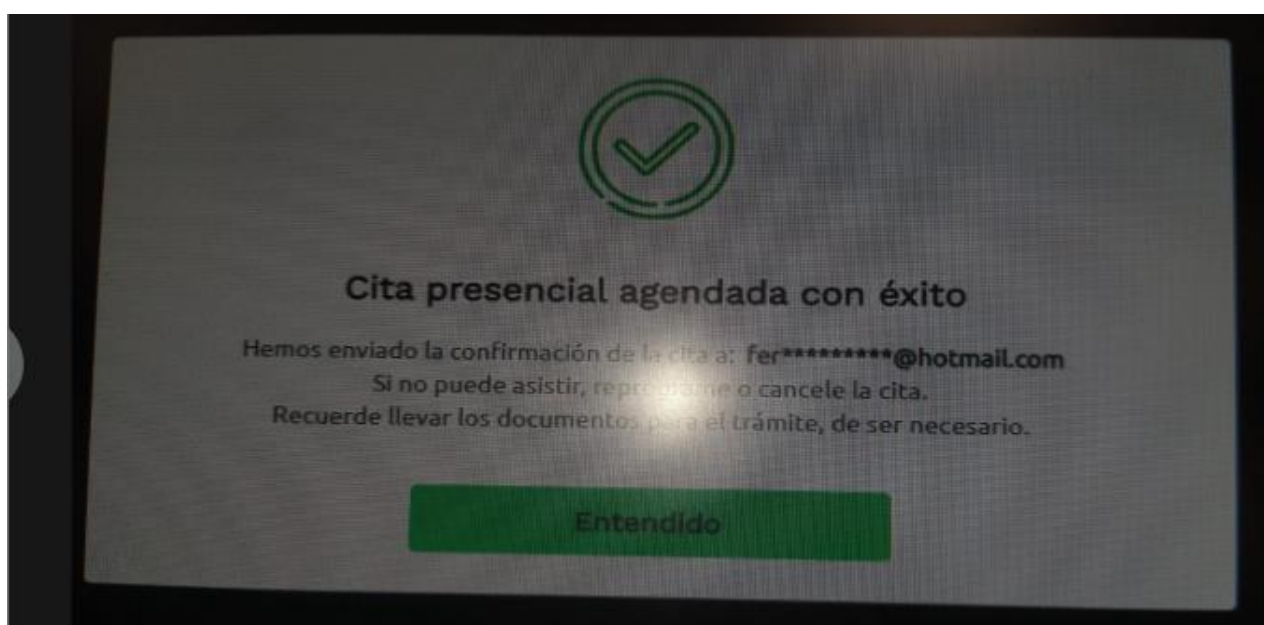 Cita presencial agendada con éxito
Hemos enviado la confirmación de la cita a: fer*********@hotmail.com
Si no puede asistir, reprograme o cancele la cita.
Recuerde llevar los documentos para el trámite, de ser necesario.
Entendido